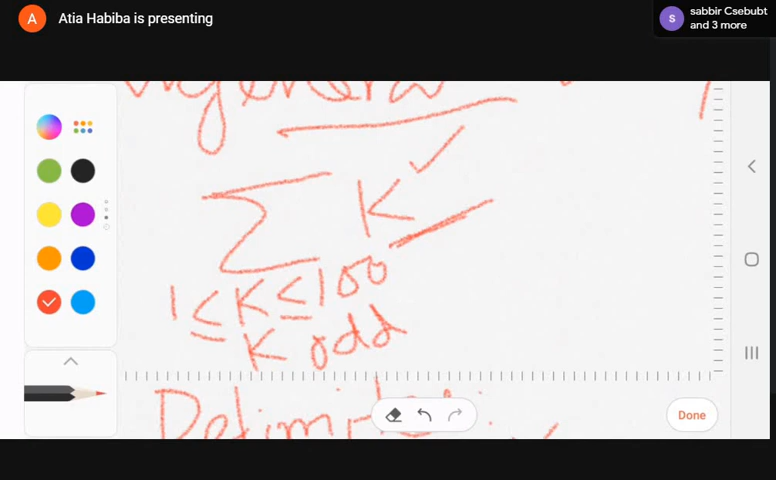 A Atia Habiba is presenting
s sabbir Csebubt
and 3 more
∑ K
1 ≤ K ≤ 100
K odd
Done